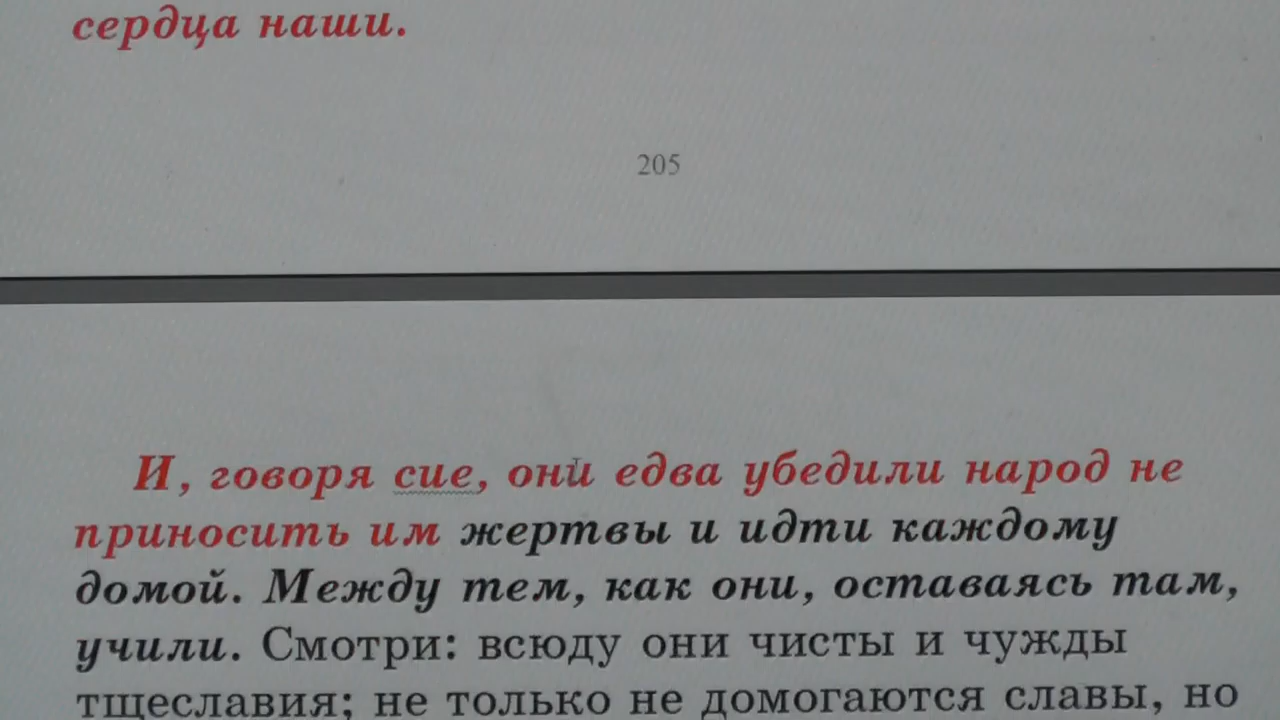 сердца наши.
205
И, говоря сие, они едва убедили народ не
приносить им жертвы и идти каждому
домой. Между тем, как они, оставаясь там,
учили. Смотри: всюду они чисты и чужды
тщеславия; не только не домогаются славы, но